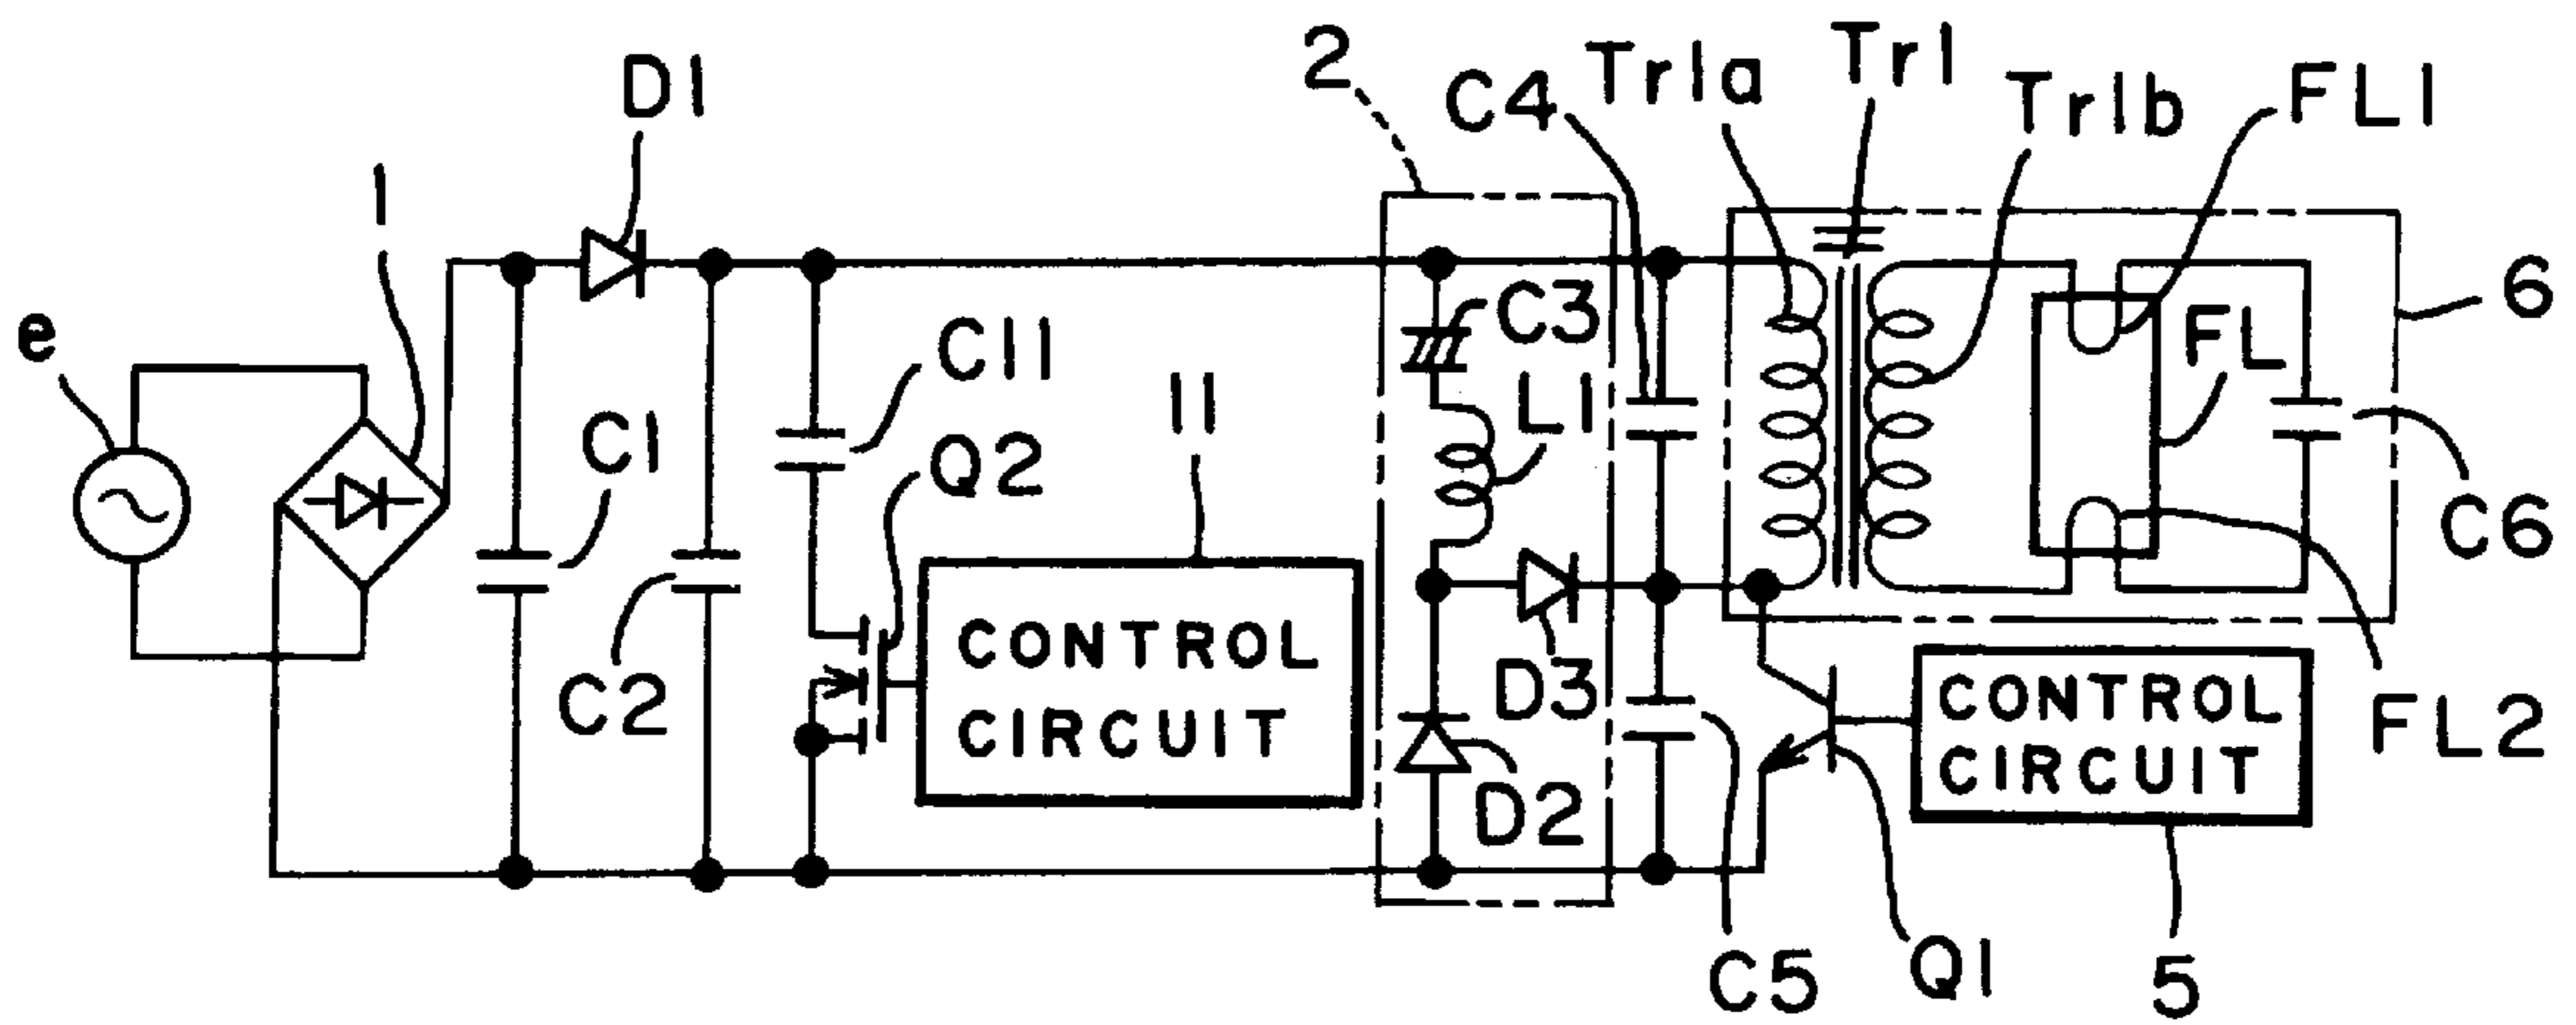 e
1
D1
C1
C2
C11
Q2
11
CONTROL
CIRCUIT
2
C3
L1
D3
D2
C4
Tr1a
Tr1
Tr1b
FL1
FL
6
C6
FL2
C5
Q1
CONTROL
CIRCUIT
5